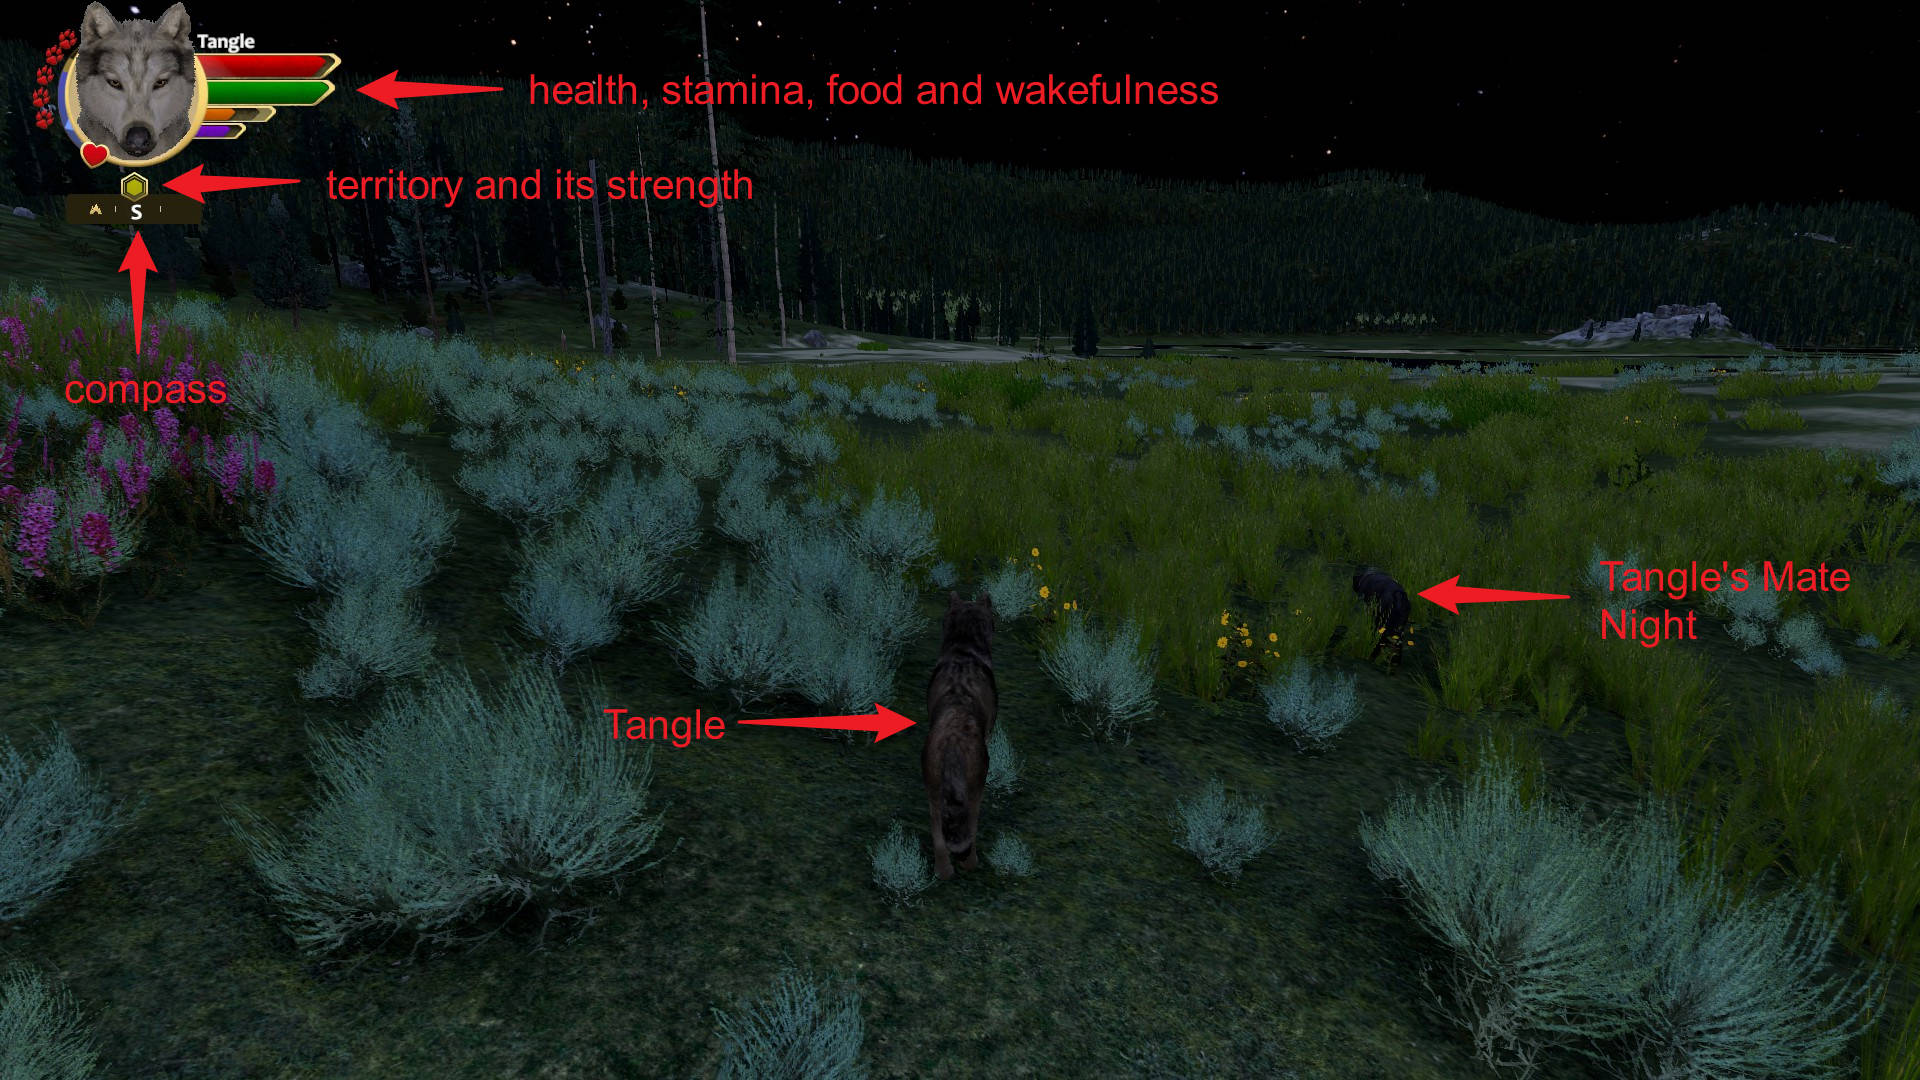 Tangle
health, stamina, food and wakefulness
territory and its strength
S
compass
Tangle's Mate
Night
Tangle